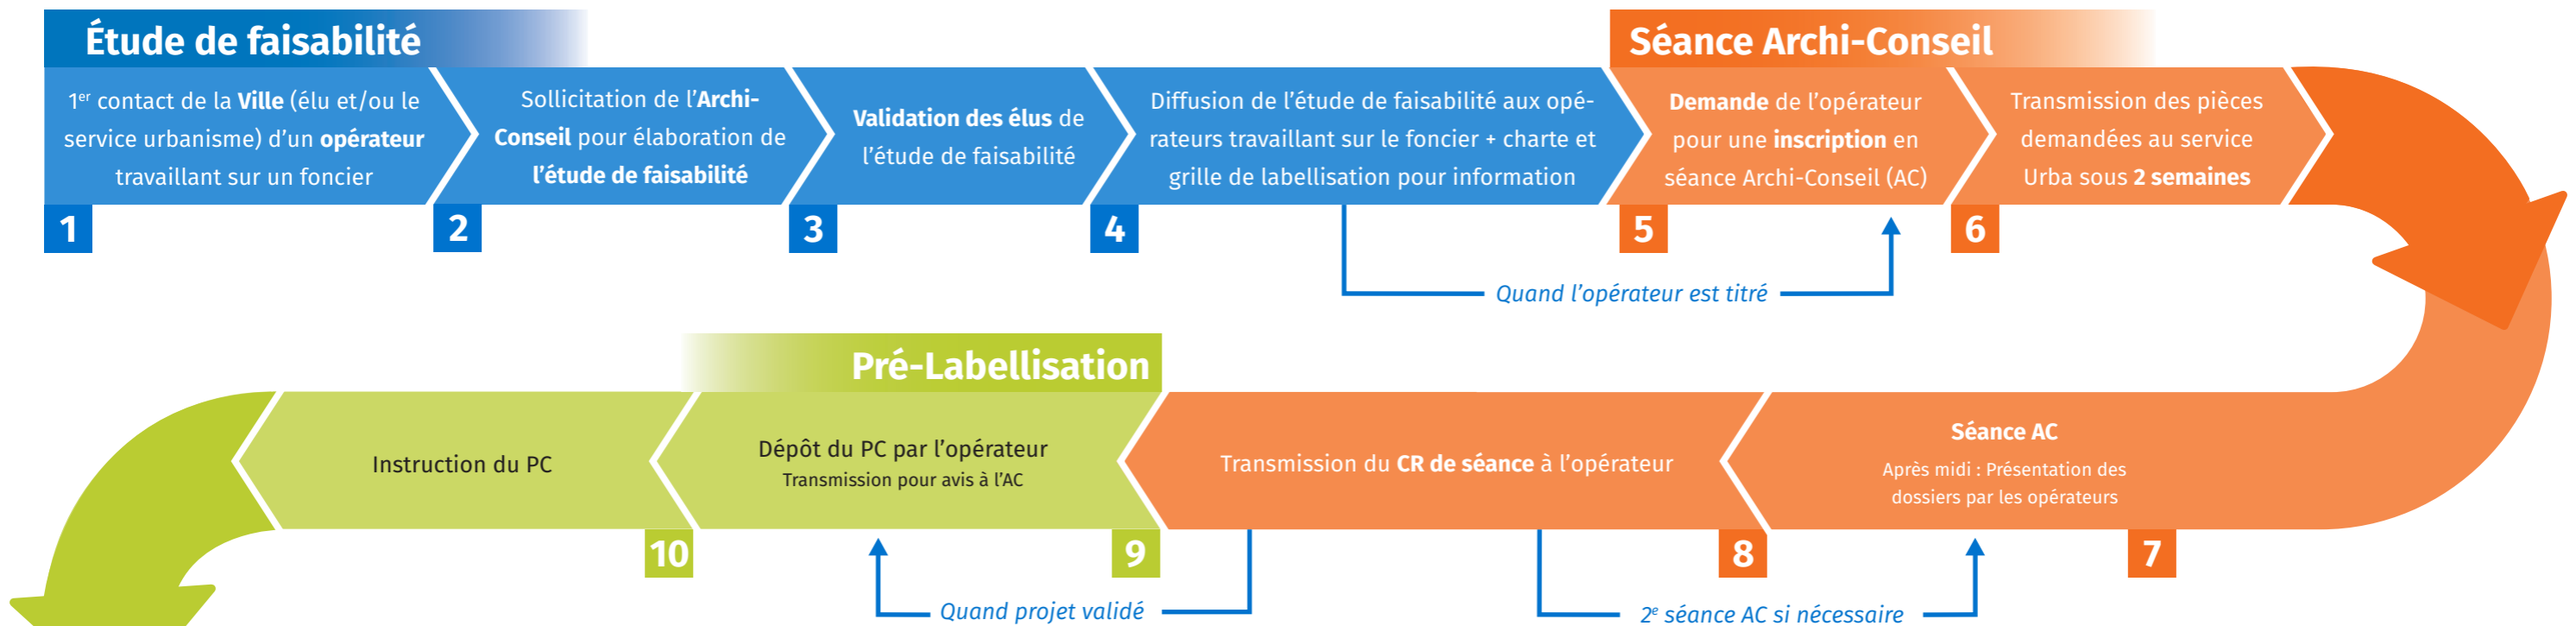 Étude de faisabilité
1er contact de la Ville (élu et/ou le
service urbanisme) d’un opérateur
travaillant sur un foncier
1
Sollicitation de l’Archi-
Conseil pour élaboration de
l’étude de faisabilité
2
Validation des élus de
l’étude de faisabilité
3
Diffusion de l’étude de faisabilité aux opé-
rateurs travaillant sur le foncier + charte et
grille de labellisation pour information
4
Quand l’opérateur est titré
Séance Archi-Conseil
Demande de l’opérateur
pour une inscription en
séance Archi-Conseil (AC)
5
Transmission des pièces
demandées au service
Urba sous 2 semaines
6
Séance AC
Après midi : Présentation des
dossiers par les opérateurs
7
2e séance AC si nécessaire
Transmission du CR de séance à l’opérateur
8
Quand projet validé
Pré-Labellisation
Dépôt du PC par l’opérateur
Transmission pour avis à l’AC
9
Instruction du PC
10